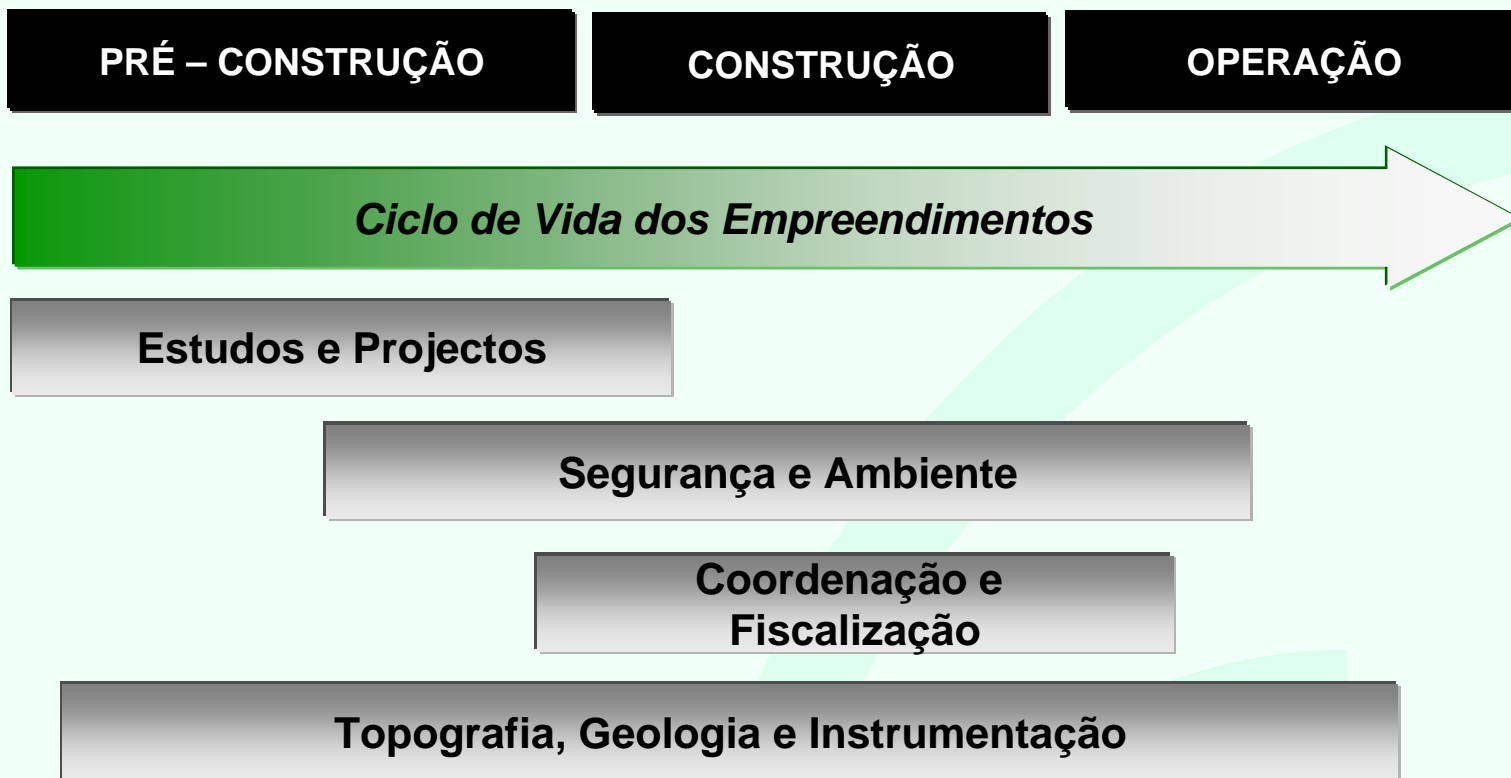 PRÉ – CONSTRUÇÃO
CONSTRUÇÃO
OPERAÇÃO
Ciclo de Vida dos Empreendimentos
Estudos e Projectos
Segurança e Ambiente
Coordenação e
Fiscalização
Topografia, Geologia e Instrumentação